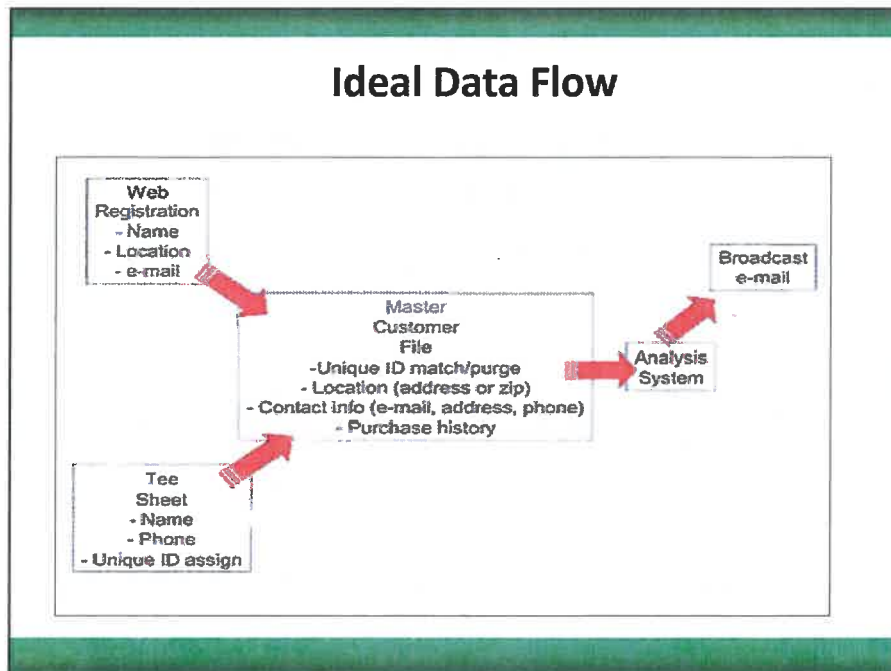 Ideal Data Flow
Web
Registration
- Name
- Location
- e-mail
Master
Customer
File
-Unique ID match/purge
- Location (address or zip)
- Contact info (e-mail, address, phone)
- Purchase history
Tee
Sheet
- Name
- Phone
- Unique ID assign
Analysis
System
Broadcast
e-mail